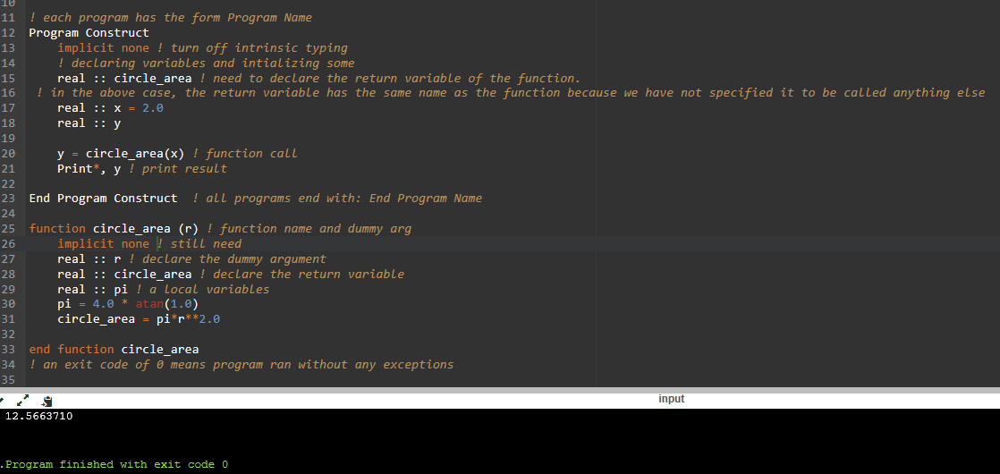 10
11 ! each program has the form Program Name
12 Program Construct
13     implicit none ! turn off intrinsic typing
14     ! declaring variables and intializing some
15     real :: circle_area ! need to declare the return variable of the function.
16  ! in the above case, the return variable has the same name as the function because we have not specified it to be called anything else
17     real :: x = 2.0
18     real :: y
19
20     y = circle_area(x) ! function call
21     Print*, y ! print result
22
23 End Program Construct  ! all programs end with: End Program Name
24
25 function circle_area (r) ! function name and dummy arg
26     implicit none ! still need
27     real :: r ! declare the dummy argument
28     real :: circle_area ! declare the return variable
29     real :: pi ! a local variables
30     pi = 4.0 * atan(1.0)
31     circle_area = pi*r**2.0
32
33 end function circle_area
34 ! an exit code of 0 means program ran without any exceptions
35
input
12.5663710
.Program finished with exit code 0